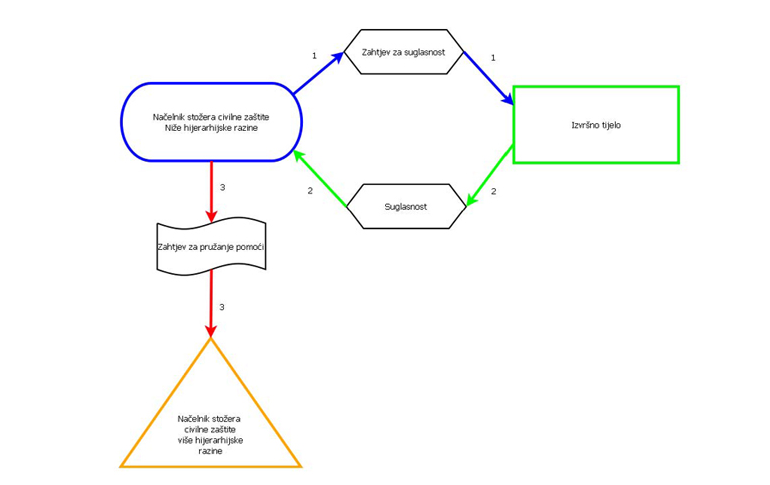 1
Zahtjev za suglasnost
1
Načelnik stožera civilne zaštite
Niže hijerarhijske razine
Izvršno tijelo
2
Suglasnost
2
3
Zahtjev za pružanje pomoći
3
Načelnik stožera
civilne zaštite
više hijerarhijske
razine